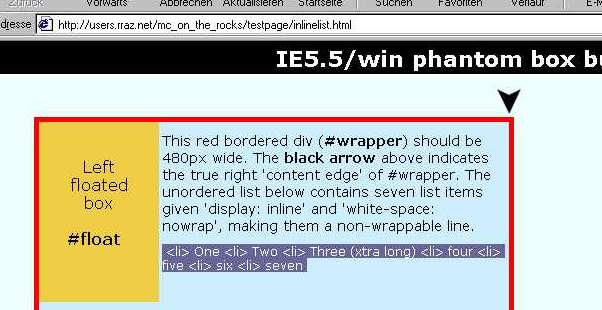 Zurück Vorwärts Abbrechen Aktualisieren Startseite Suchen Favoriten Verlauf E-M
dresse http://users.rraz.net/mc_on_the_rocks/testpage/inlinelist.html
IE5.5/win phantom box bu
This red bordered div (#wrapper) should be
480px wide. The black arrow above indicates
the true right 'content edge' of #wrapper. The
unordered list below contains seven list items
given 'display: inline' and 'white-space:
nowrap', making them a non-wrappable line.
Left
floated
box
#float
<li> One <li> Two <li> Three (xtra long) <li> four <li>
five <li> six <li> seven